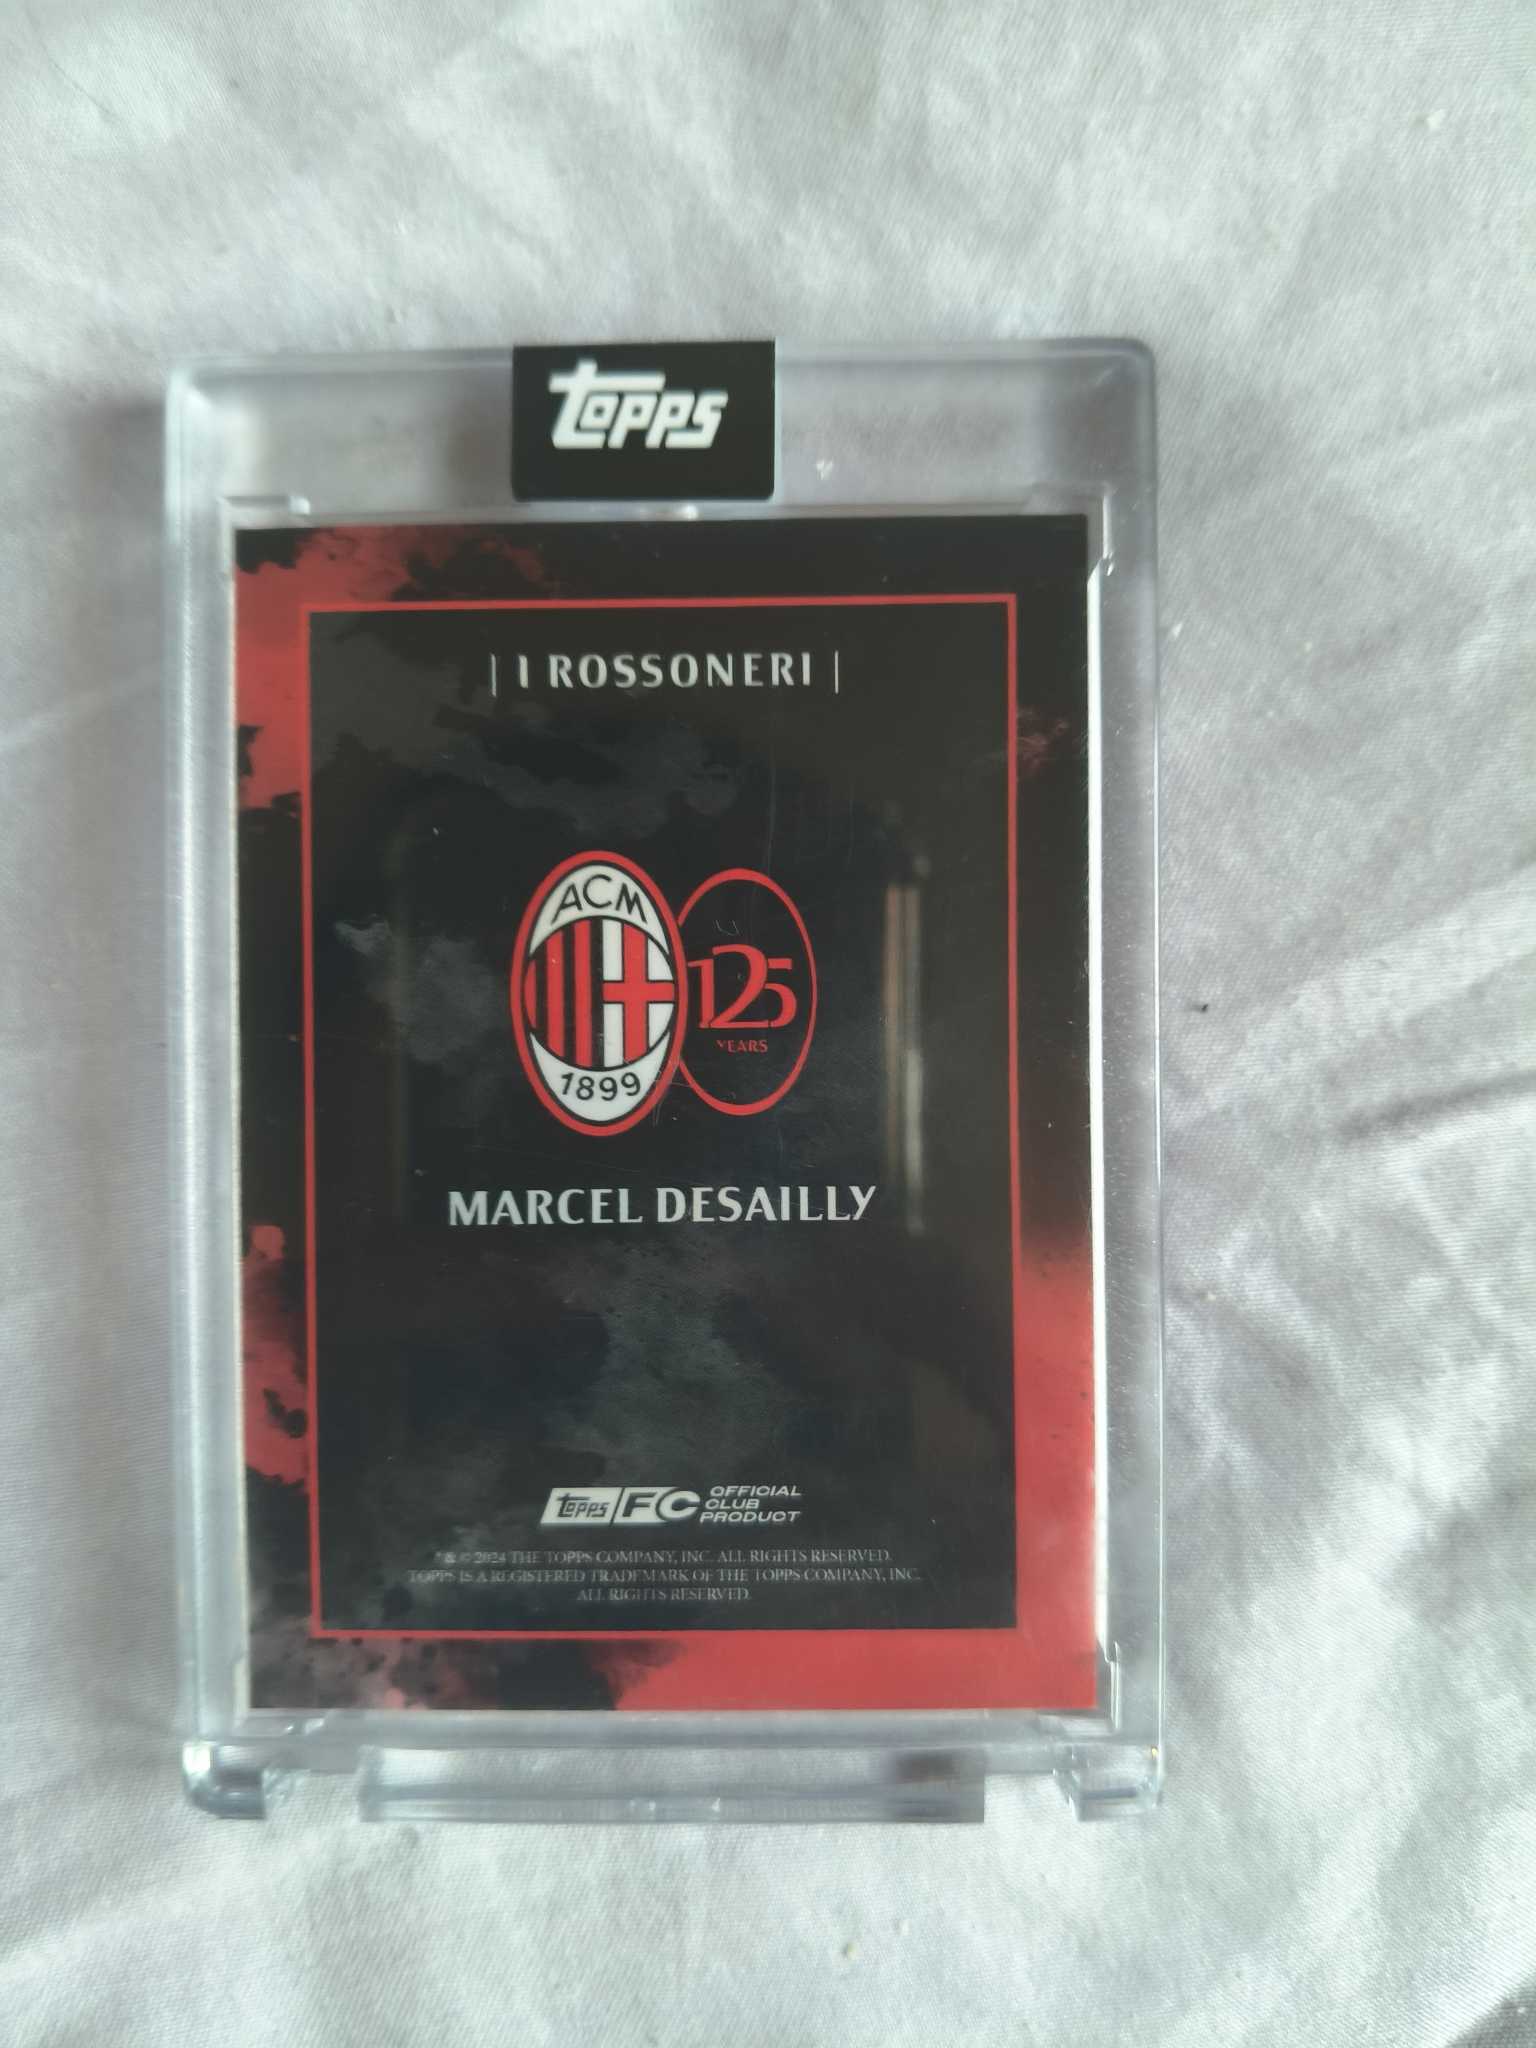 TOPPS
| I ROSSONERI |
ACM
125
YEARS
1899
MARCEL DESAILLY
TOPPS FC OFFICIAL
CLUB
PRODUCT
* & © 2024 THE TOPPS COMPANY, INC. ALL RIGHTS RESERVED.
TOPPS IS A REGISTERED TRADEMARK OF THE TOPPS COMPANY, INC.
ALL RIGHTS RESERVED.